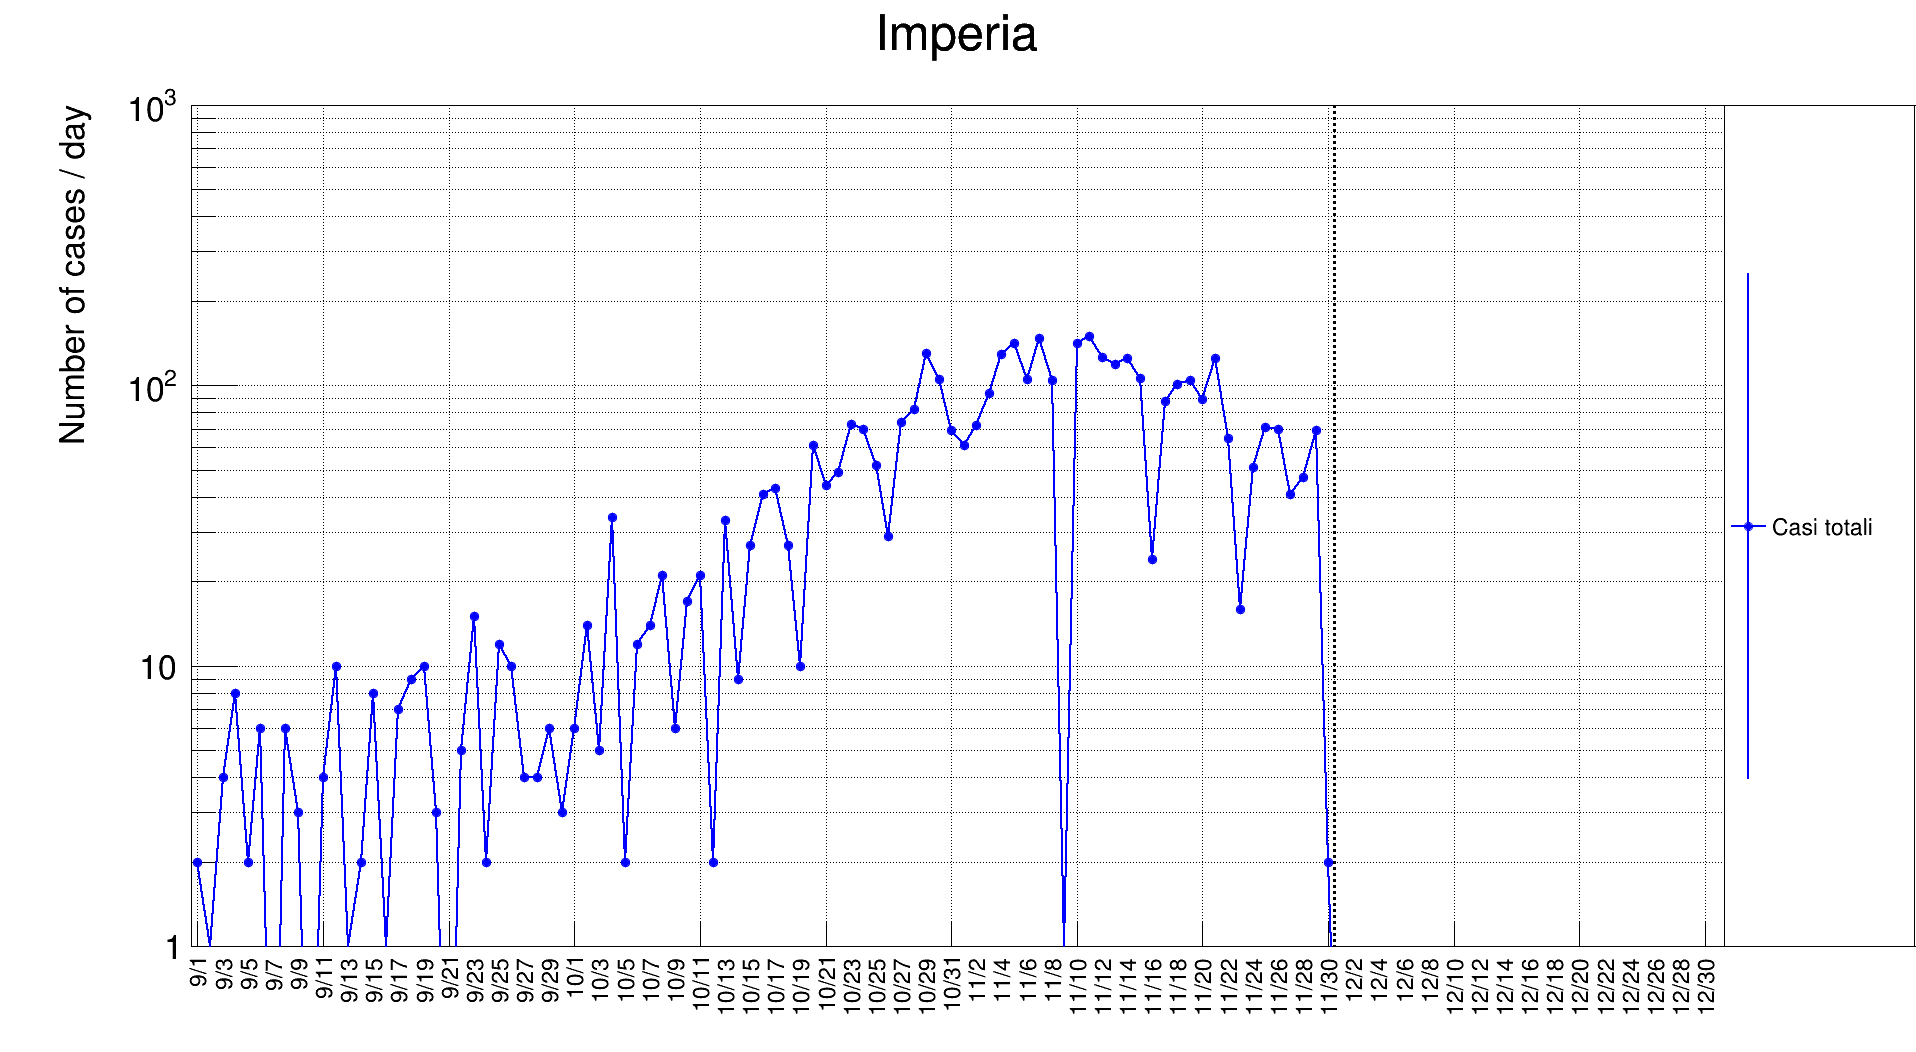 Imperia
Number of cases / day
10³
10²
10
1
9/1 9/3 9/5 9/7 9/9 9/11 9/13 9/15 9/17 9/19 9/21 9/23 9/25 9/27 9/29 10/1 10/3 10/5 10/7 10/9 10/11 10/13 10/15 10/17 10/19 10/21 10/23 10/25 10/27 10/29 10/31 11/2 11/4 11/6 11/8 11/10 11/12 11/14 11/16 11/18 11/20 11/22 11/24 11/26 11/28 11/30 12/2 12/4 12/6 12/8 12/10 12/12 12/14 12/16 12/18 12/20 12/22 12/24 12/26 12/28 12/30
Casi totali